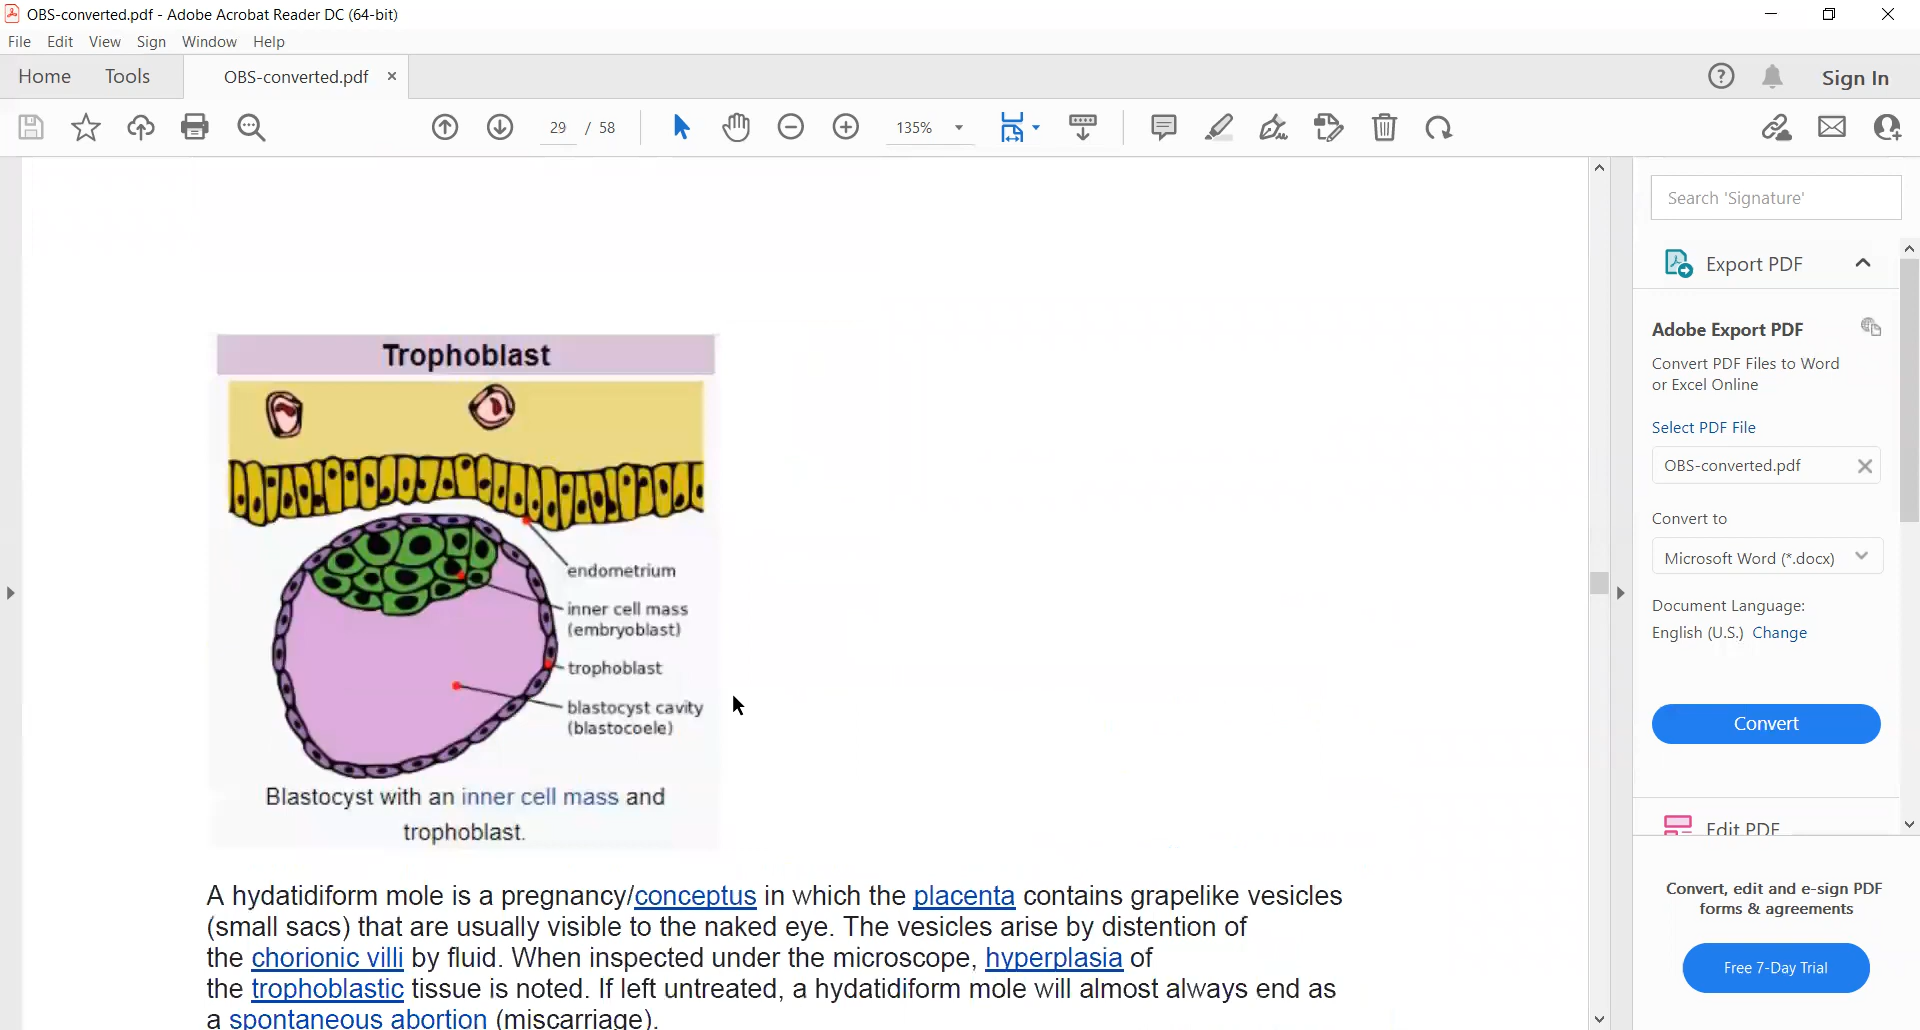 OBS-converted.pdf - Adobe Acrobat Reader DC (64-bit)
File Edit View Sign Window Help
Home Tools OBS-converted.pdf × Sign In
29 / 58 135%
Search 'Signature'
Export PDF
Adobe Export PDF
Convert PDF Files to Word
or Excel Online
Select PDF File
OBS-converted.pdf
Convert to
Microsoft Word (*.docx)
Document Language:
English (U.S.) Change
Convert
Edit PDF
Convert, edit and e-sign PDF
forms & agreements
Free 7-Day Trial
Trophoblast
endometrium
inner cell mass
(embryoblast)
trophoblast
blastocyst cavity
(blastocoele)
Blastocyst with an inner cell mass and
trophoblast.
A hydatidiform mole is a pregnancy/conceptus in which the placenta contains grapelike vesicles
(small sacs) that are usually visible to the naked eye. The vesicles arise by distention of
the chorionic villi by fluid. When inspected under the microscope, hyperplasia of
the trophoblastic tissue is noted. If left untreated, a hydatidiform mole will almost always end as
a spontaneous abortion (miscarriage).